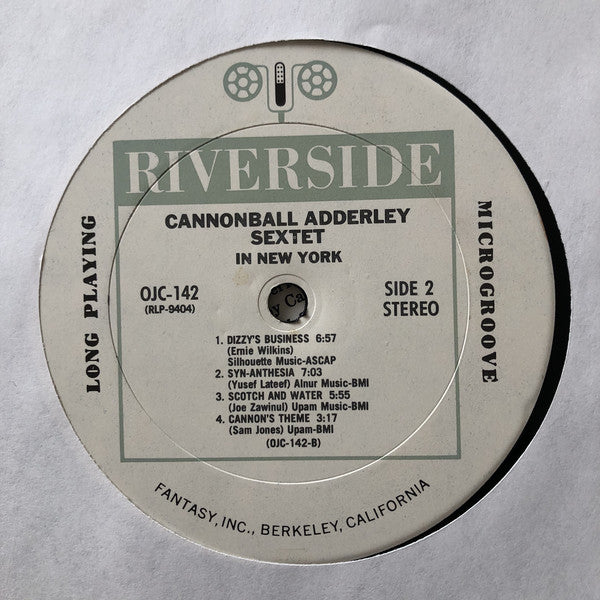 RIVERSIDE
CANNONBALL ADDERLEY
SEXTET
IN NEW YORK
LONG PLAYING
MICROGROOVE
OJC-142
(RLP-9404)
SIDE 2
STEREO
1. DIZZY'S BUSINESS 6:57
(Ernie Wilkins)
Silhouette Music-ASCAP
2. SYN-ANTHESIA 7:03
(Yusef Lateef) Alnur Music-BMI
3. SCOTCH AND WATER 5:55
(Joe Zawinul) Upam Music-BMI
4. CANNON'S THEME 3:17
(Sam Jones) Upam-BMI
(OJC-142-B)
FANTASY, INC., BERKELEY, CALIFORNIA